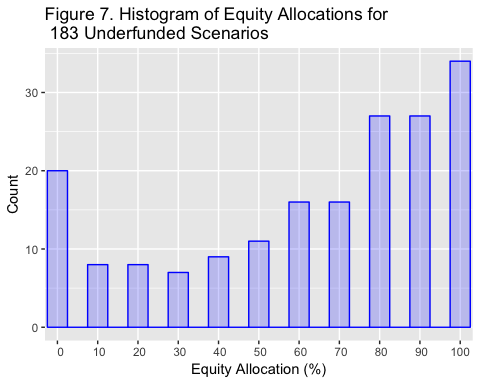 Figure 7. Histogram of Equity Allocations for
183 Underfunded Scenarios
30
20
10
0
Count
0 10 20 30 40 50 60 70 80 90 100
Equity Allocation (%)